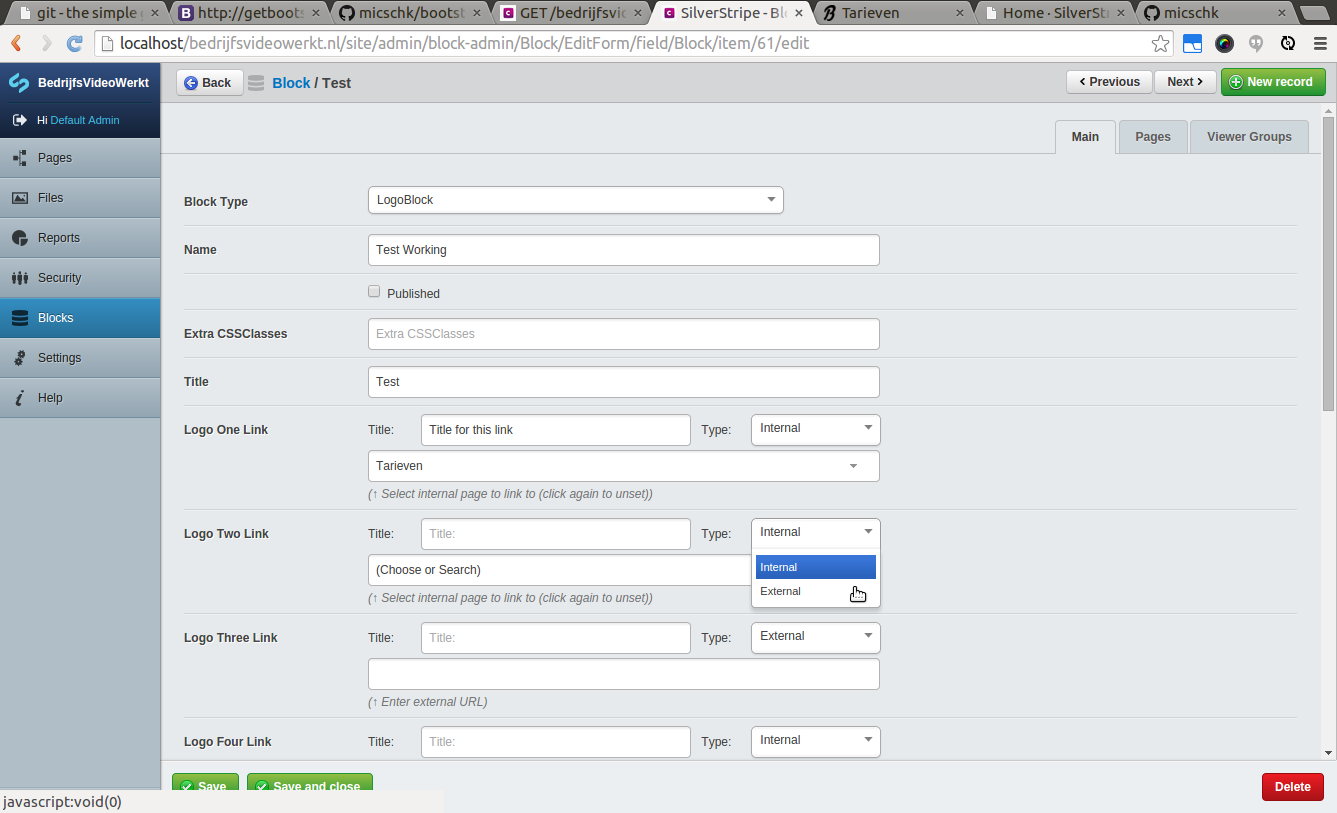 git - the simple g
http://getboots
micschk/bootst
GET /bedrijfsvid
SilverStripe - Blo
Tarieven
Home · SilverStr
micschk
localhost/bedrijfsvideowerkt.nl/site/admin/block-admin/Block/EditForm/field/Block/item/61/edit
BedrijfsVideoWerkt
Back
Block / Test
Previous
Next
New record
Hi Default Admin
Main
Pages
Viewer Groups
Pages
Files
Reports
Security
Blocks
Settings
Help
Block Type
LogoBlock
Name
Test Working
Published
Extra CSSClasses
Extra CSSClasses
Title
Test
Logo One Link
Title:
Title for this link
Type:
Internal
Tarieven
(↑ Select internal page to link to (click again to unset))
Logo Two Link
Title:
Title:
Type:
Internal
Internal
External
(Choose or Search)
(↑ Select internal page to link to (click again to unset))
Logo Three Link
Title:
Title:
Type:
External
(↑ Enter external URL)
Logo Four Link
Title:
Title:
Type:
Internal
Save
Save and close
Delete
javascript:void(0)